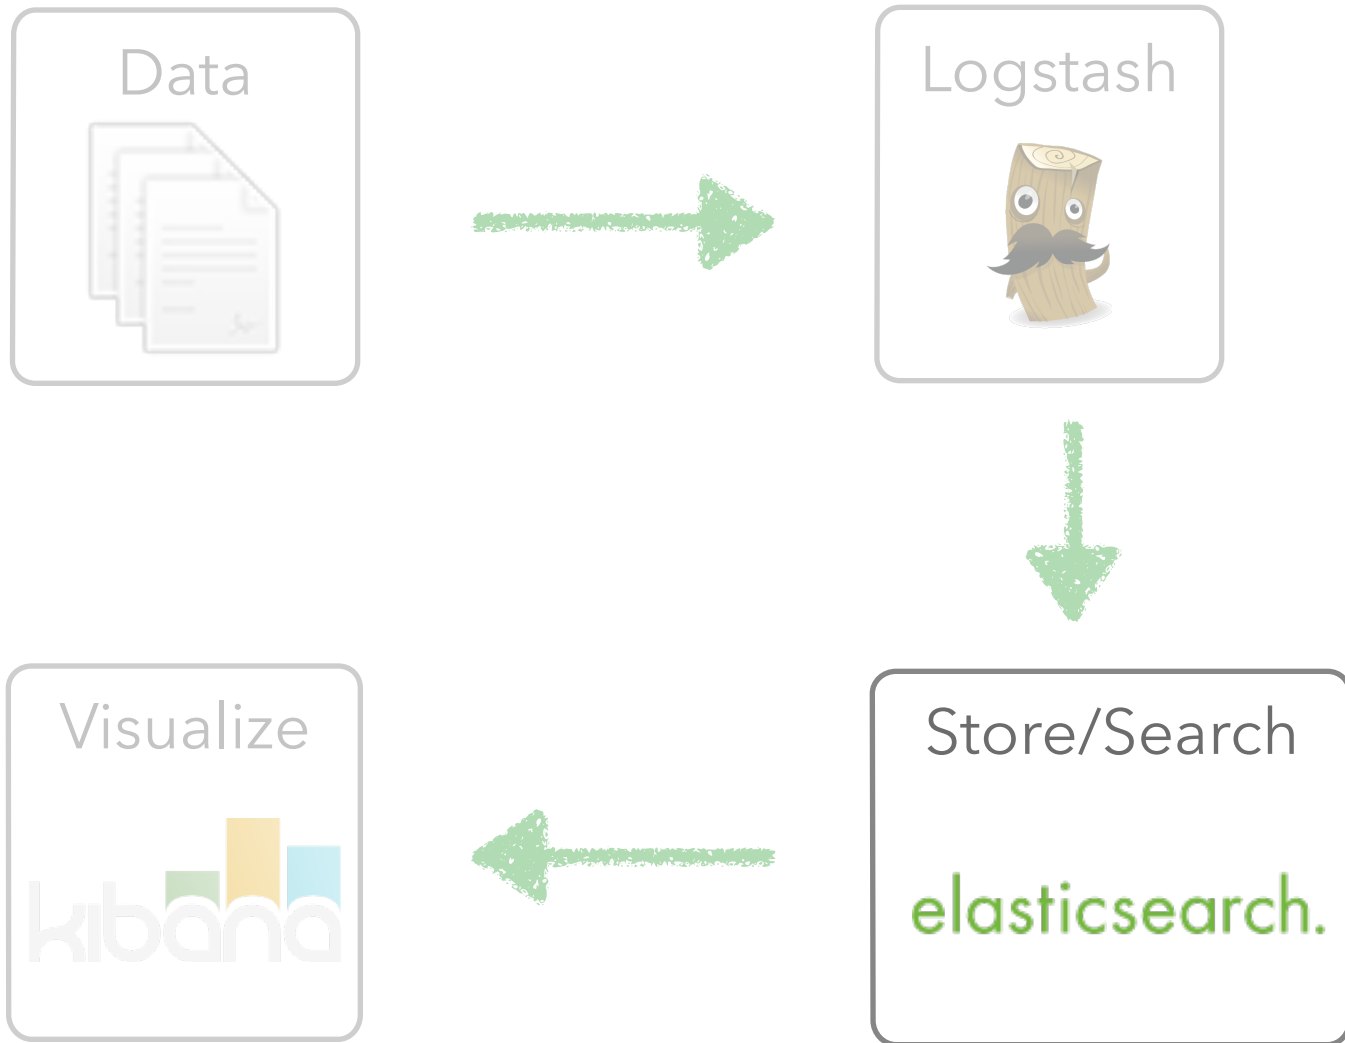 Data
Logstash
Visualize
kibana
Store/Search
elasticsearch.